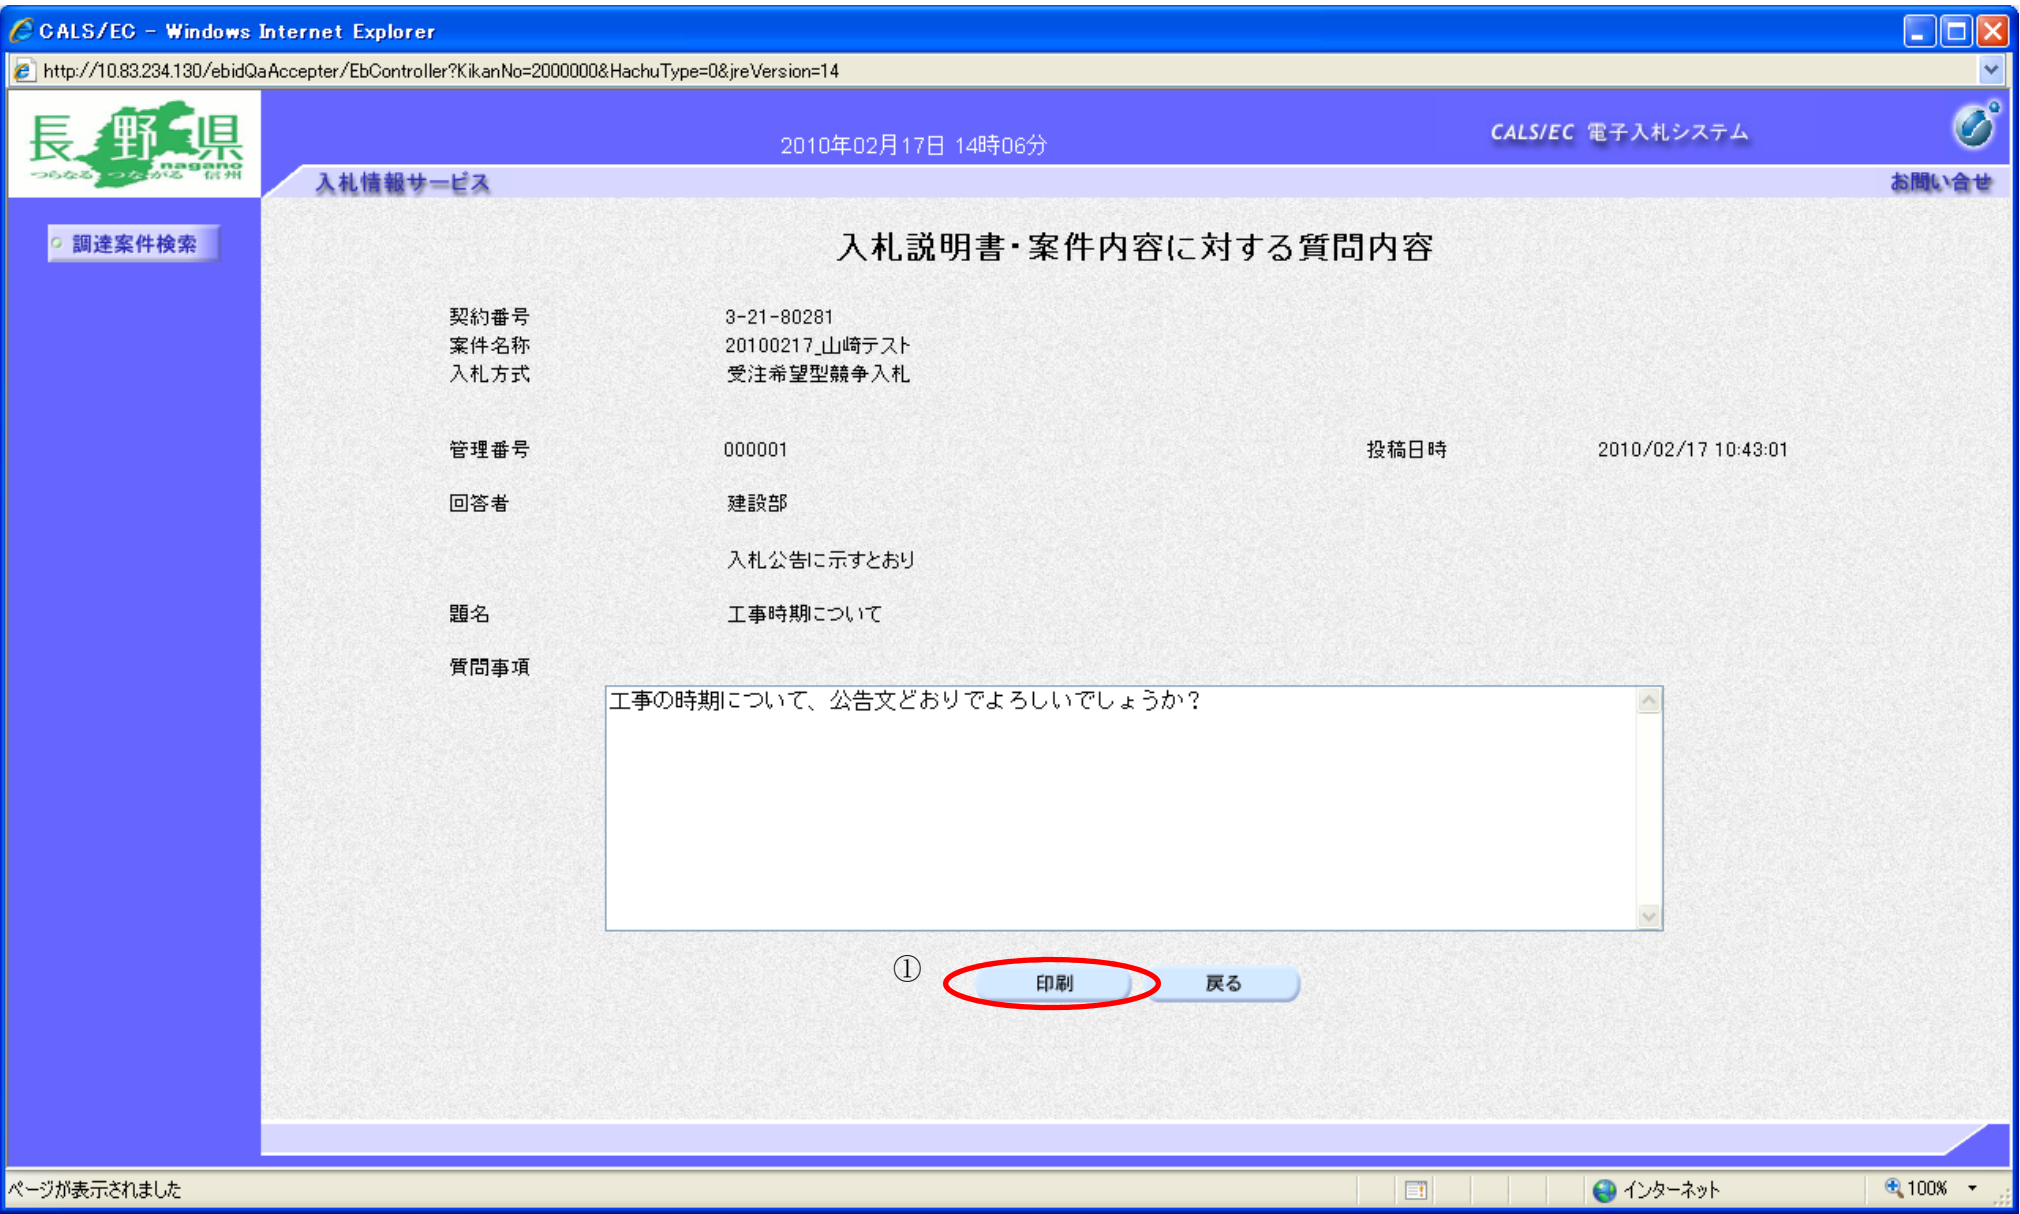 CALS/EC - Windows Internet Explorer
http://10.83.234.130/ebidQaAccepter/EbController?KikanNo=2000000&HachuType=0&jreVersion=14
長野県
nagano
つらなる つながる 信州
2010年02月17日 14時06分
CALS/EC 電子入札システム
入札情報サービス
お問い合せ
調達案件検索
入札説明書・案件内容に対する質問内容
契約番号 3-21-80281
案件名称 20100217_山崎テスト
入札方式 受注希望型競争入札
管理番号 000001 投稿日時 2010/02/17 10:43:01
回答者 建設部
入札公告に示すとおり
題名 工事時期について
質問事項
工事の時期について、公告文どおりでよろしいでしょうか？
① 印刷 戻る
ページが表示されました インターネット 100%